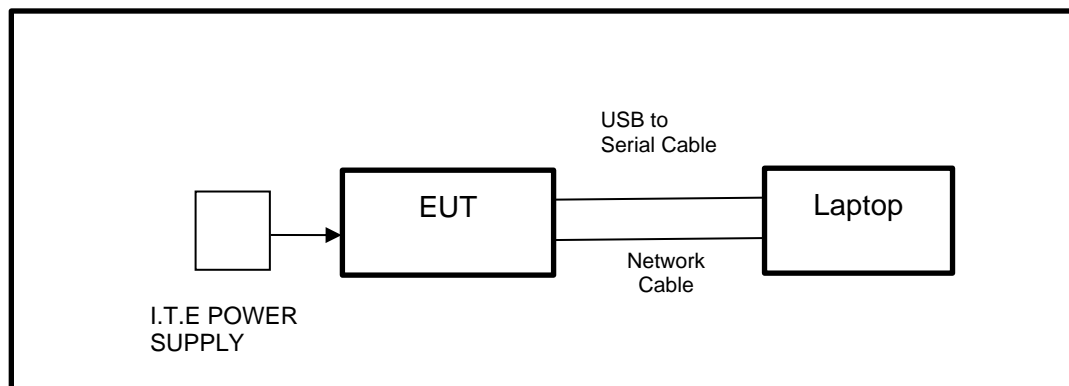 USB to
Serial Cable
EUT
Laptop
Network
Cable
I.T.E POWER
SUPPLY